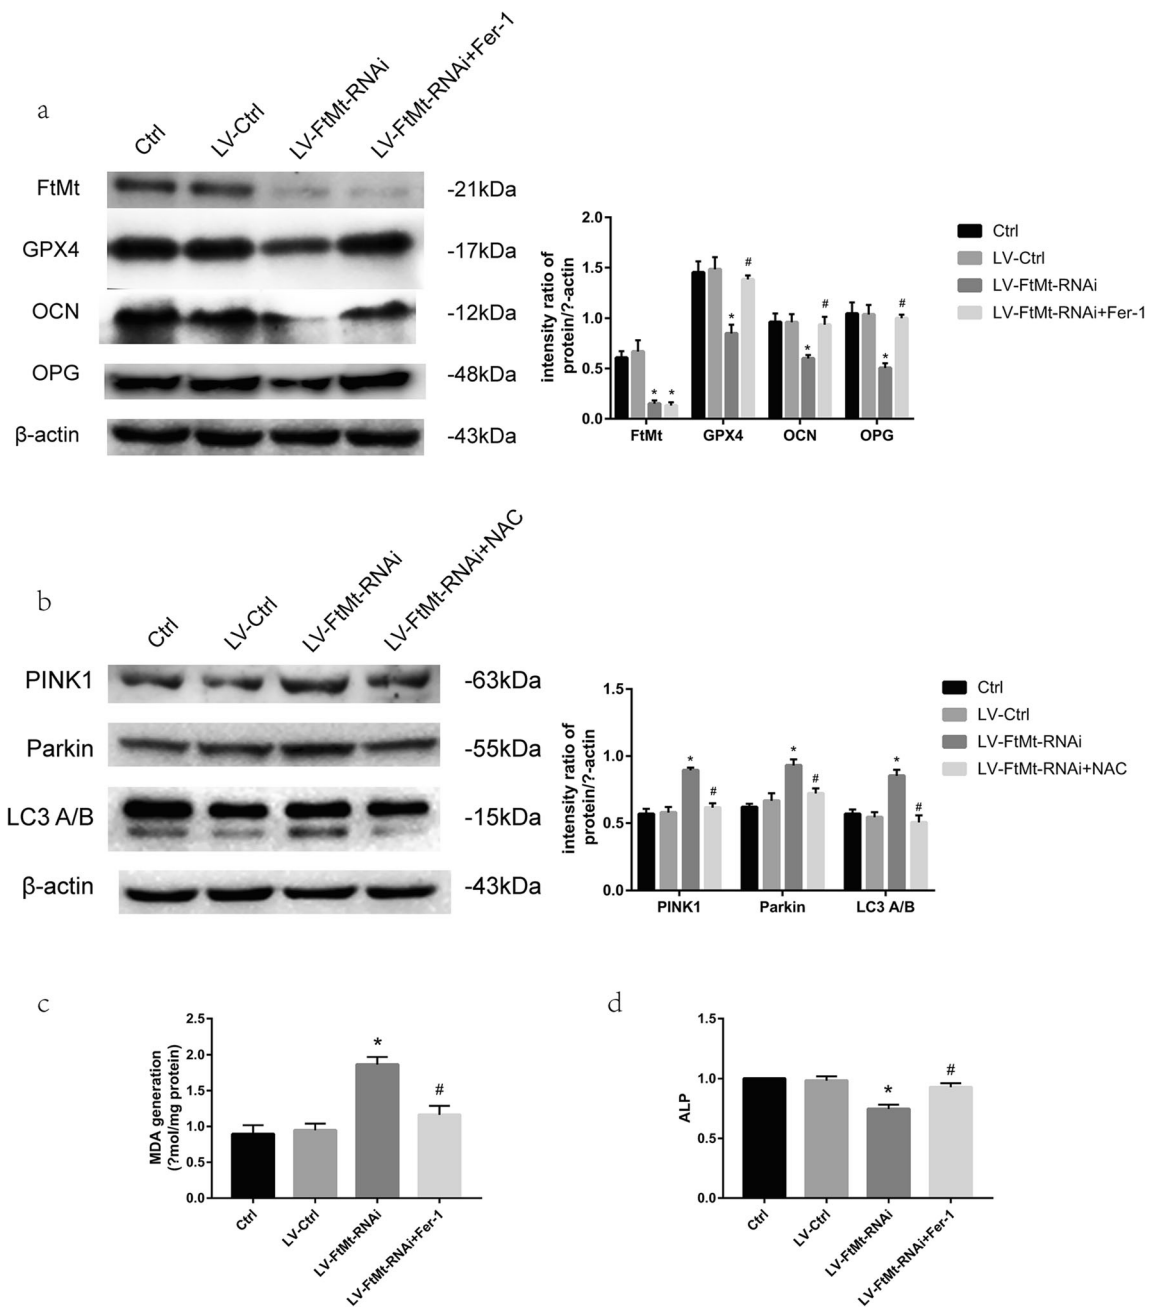 a
Ctrl
LV-Ctrl
LV-FtMt-RNAi
LV-FtMt-RNAi+Fer-1
FtMt
-21kDa
GPX4
-17kDa
OCN
-12kDa
OPG
-48kDa
β-actin
-43kDa
intensity ratio of
protein/?-actin
2.0
1.5
1.0
0.5
0.0
* *
*
#
*
#
*
#
FtMt
GPX4
OCN
OPG
Ctrl
LV-Ctrl
LV-FtMt-RNAi
LV-FtMt-RNAi+Fer-1
b
Ctrl
LV-Ctrl
LV-FtMt-RNAi
LV-FtMt-RNAi+NAC
PINK1
-63kDa
Parkin
-55kDa
LC3 A/B
-15kDa
β-actin
-43kDa
intensity ratio of
protein/?-actin
1.5
1.0
0.5
0.0
*
#
*
#
*
#
PINK1
Parkin
LC3 A/B
Ctrl
LV-Ctrl
LV-FtMt-RNAi
LV-FtMt-RNAi+NAC
c
MDA generation
(?mol/mg protein)
2.5
2.0
1.5
1.0
0.5
0.0
*
#
Ctrl
LV-Ctrl
LV-FtMt-RNAi
LV-FtMt-RNAi+Fer-1
d
ALP
1.5
1.0
0.5
0.0
*
#
Ctrl
LV-Ctrl
LV-FtMt-RNAi
LV-FtMt-RNAi+Fer-1